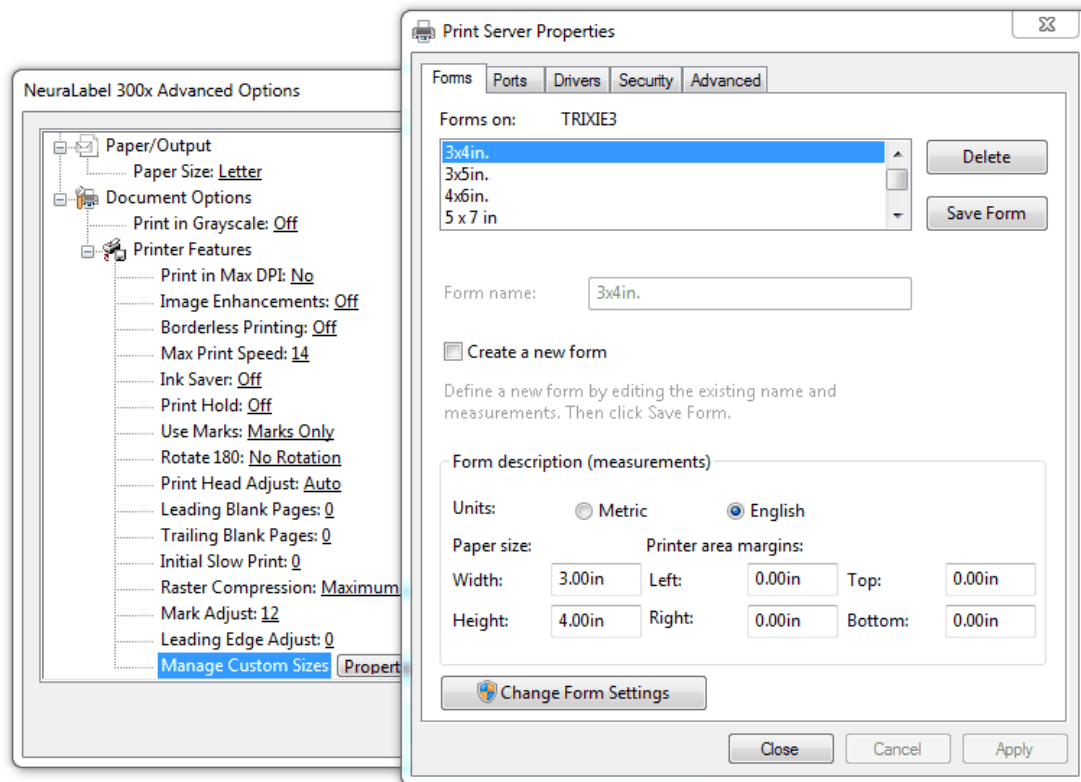 NeuraLabel 300x Advanced Options
Paper/Output
Paper Size: Letter
Document Options
Print in Grayscale: Off
Printer Features
Print in Max DPI: No
Image Enhancements: Off
Borderless Printing: Off
Max Print Speed: 14
Ink Saver: Off
Print Hold: Off
Use Marks: Marks Only
Rotate 180: No Rotation
Print Head Adjust: Auto
Leading Blank Pages: 0
Trailing Blank Pages: 0
Initial Slow Print: 0
Raster Compression: Maximum
Mark Adjust: 12
Leading Edge Adjust: 0
Manage Custom Sizes Propert
Print Server Properties
Forms Ports Drivers Security Advanced
Forms on: TRIXIE3
3x4in.
3x5in.
4x6in.
5 x 7 in
Delete
Save Form
Form name: 3x4in.
Create a new form
Define a new form by editing the existing name and
measurements. Then click Save Form.
Form description (measurements)
Units: Metric English
Paper size: Printer area margins:
Width: 3.00in Left: 0.00in Top: 0.00in
Height: 4.00in Right: 0.00in Bottom: 0.00in
Change Form Settings
Close Cancel Apply